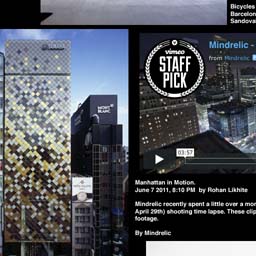 Bicycles
Barcelon
Sandova
MONT
BLANC
vimeo
STAFF
PICK
Mindrelic -
from Mindrelic
03:57
Manhattan in Motion.
June 7 2011, 8:10 PM by Rohan Likhite
Mindrelic recently spent a little over a mon
April 29th) shooting time lapse. These clip
footage.
By Mindrelic